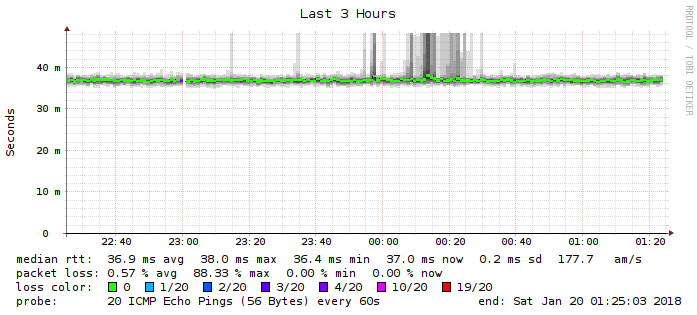 Last 3 Hours
RRDTOOL / TOBI OETIKER
Seconds
40 m
30 m
20 m
10 m
0
22:40 23:00 23:20 23:40 00:00 00:20 00:40 01:00 01:20
median rtt: 36.9 ms avg 38.0 ms max 36.4 ms min 37.0 ms now 0.2 ms sd 177.7 am/s
packet loss: 0.57 % avg 88.33 % max 0.00 % min 0.00 % now
loss color: 0 1/20 2/20 3/20 4/20 10/20 19/20
probe: 20 ICMP Echo Pings (56 Bytes) every 60s end: Sat Jan 20 01:25:03 2018